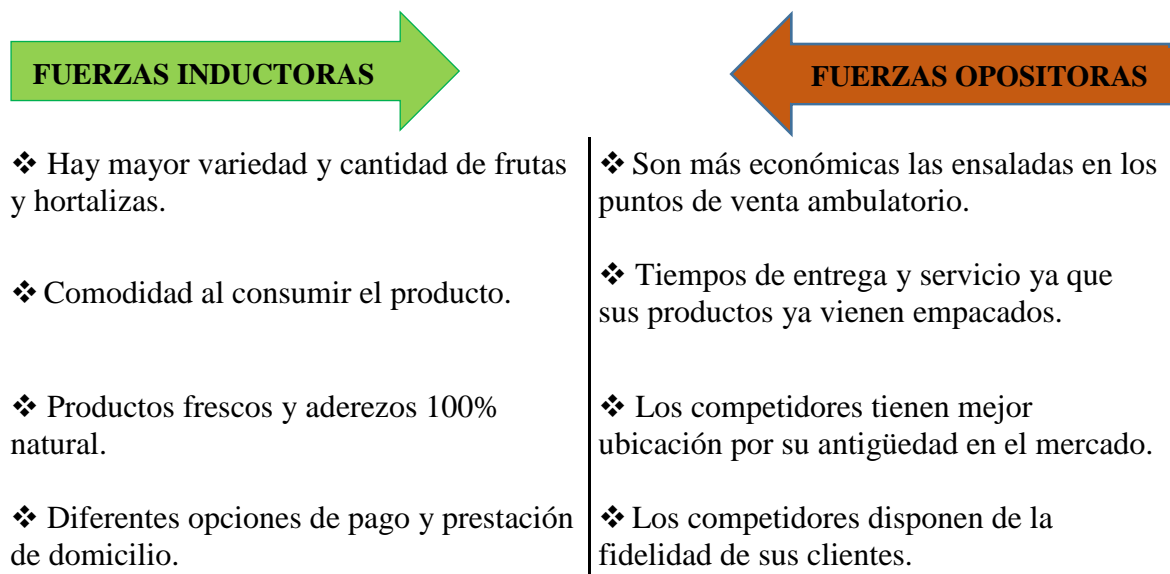 FUERZAS INDUCTORAS
❖ Hay mayor variedad y cantidad de frutas
y hortalizas.
❖ Comodidad al consumir el producto.
❖ Productos frescos y aderezos 100%
natural.
❖ Diferentes opciones de pago y prestación
de domicilio.
FUERZAS OPOSITORAS
❖ Son más económicas las ensaladas en los
puntos de venta ambulatorio.
❖ Tiempos de entrega y servicio ya que
sus productos ya vienen empacados.
❖ Los competidores tienen mejor
ubicación por su antigüedad en el mercado.
❖ Los competidores disponen de la
fidelidad de sus clientes.